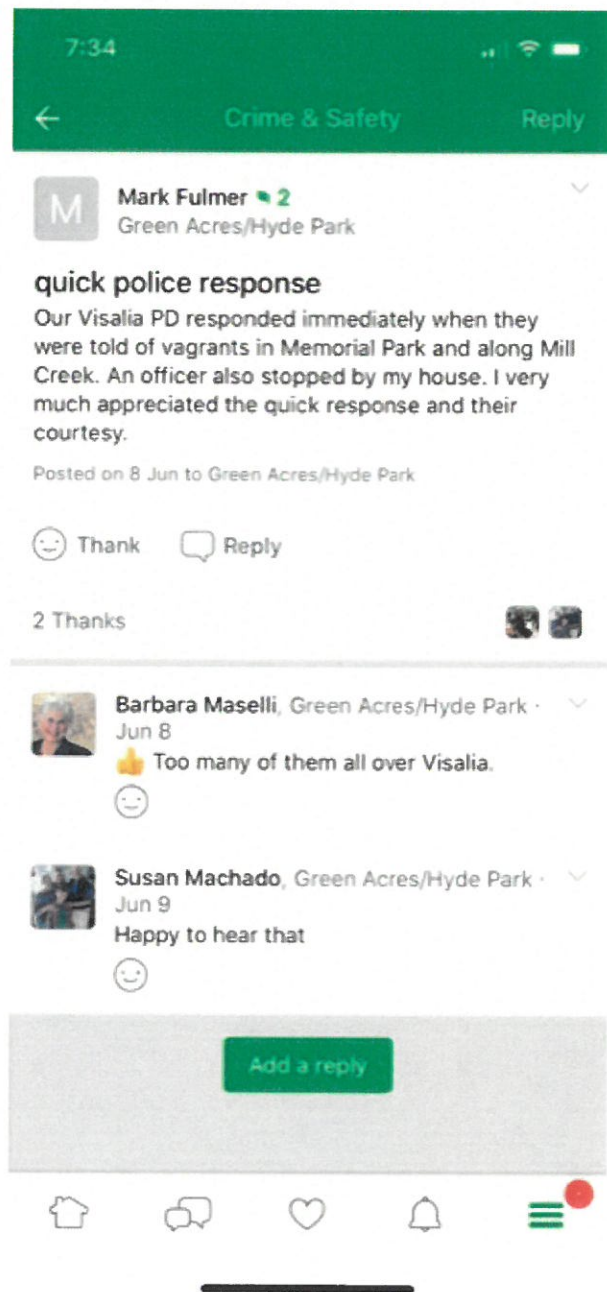 7:34
Crime & Safety
Reply
M
Mark Fulmer 2
Green Acres/Hyde Park
quick police response
Our Visalia PD responded immediately when they
were told of vagrants in Memorial Park and along Mill
Creek. An officer also stopped by my house. I very
much appreciated the quick response and their
courtesy.
Posted on 8 Jun to Green Acres/Hyde Park
Thank
Reply
2 Thanks
Barbara Maselli, Green Acres/Hyde Park ·
Jun 8
👍 Too many of them all over Visalia.
Susan Machado, Green Acres/Hyde Park ·
Jun 9
Happy to hear that
Add a reply